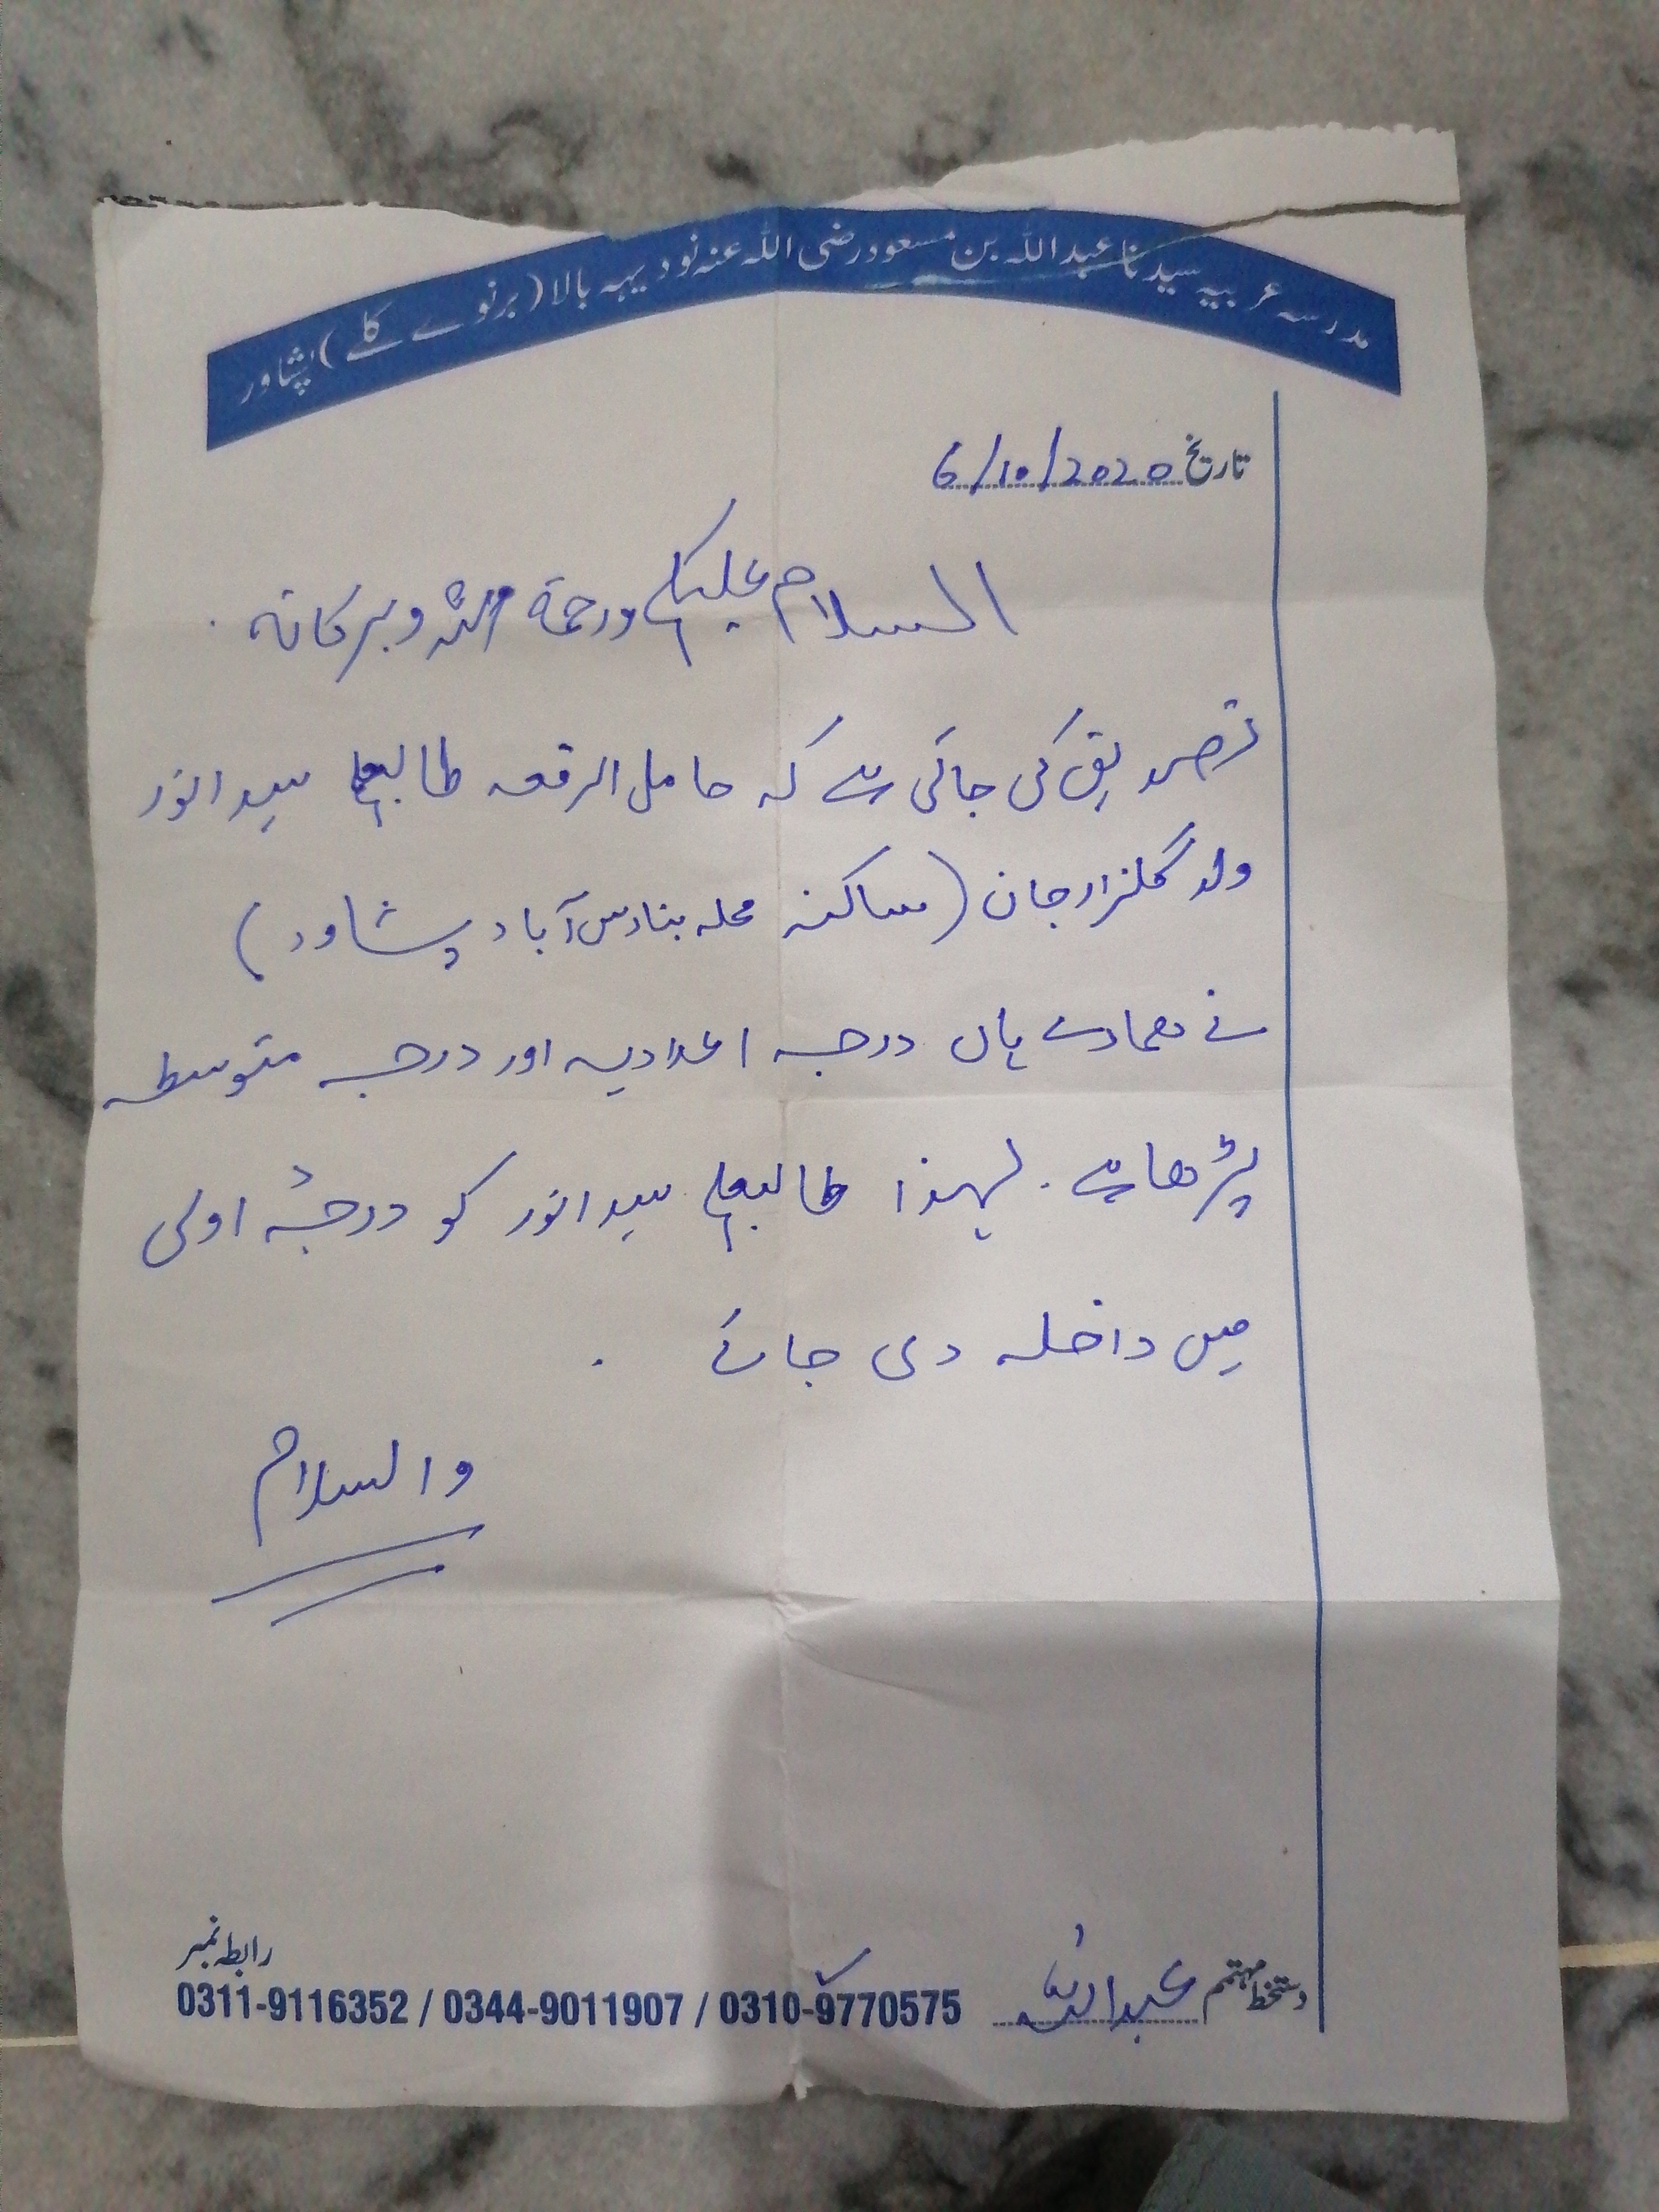 مدرسہ عربیہ سیدنا عبداللہ بن مسعود رضی اللہ عنہ نودیہہ بالا (برنوے کلے) پشاور
تاریخ 6/10/2020
السلام علیکم ورحمۃ اللہ وبرکاتہ .
تصدیق کی جاتی ہے کہ حامل الرقعہ طالبعلم سید انور
ولد گلزار جان (ساکنہ محلہ بنارس آباد پشاور)
نے ہمارے ہاں درجہ اعدادیہ اور درجہ متوسطہ
پڑھا ہے . لہذا طالبعلم سید انور کو درجہ اولی
میں داخلہ دی جائے .
والسلام
دستخط مہتمم عبداللہ
رابطہ نمبر
0311-9116352 / 0344-9011907 / 0310-9770575